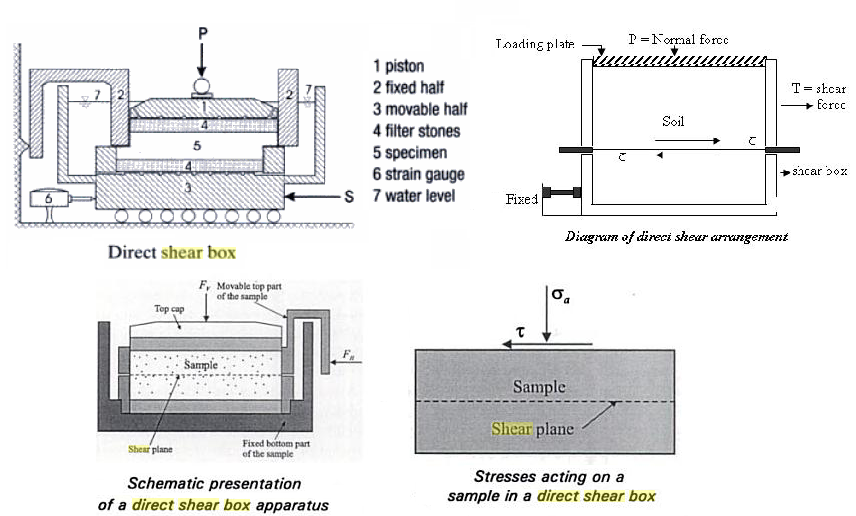 P
7
2
2
7
1
4
5
4
3
6
S
1 piston
2 fixed half
3 movable half
4 filter stones
5 specimen
6 strain gauge
7 water level
Direct shear box
Loading plate
P = Normal force
T = shear
force
Soil
τ
τ
shear box
Fixed
Diagram of direct shear arrangement
Fv Movable top part
of the sample
Top cap
Fn
Sample
Shear plane
Fixed bottom part
of the sample
Schematic presentation
of a direct shear box apparatus
σa
τ
Sample
Shear plane
Stresses acting on a
sample in a direct shear box